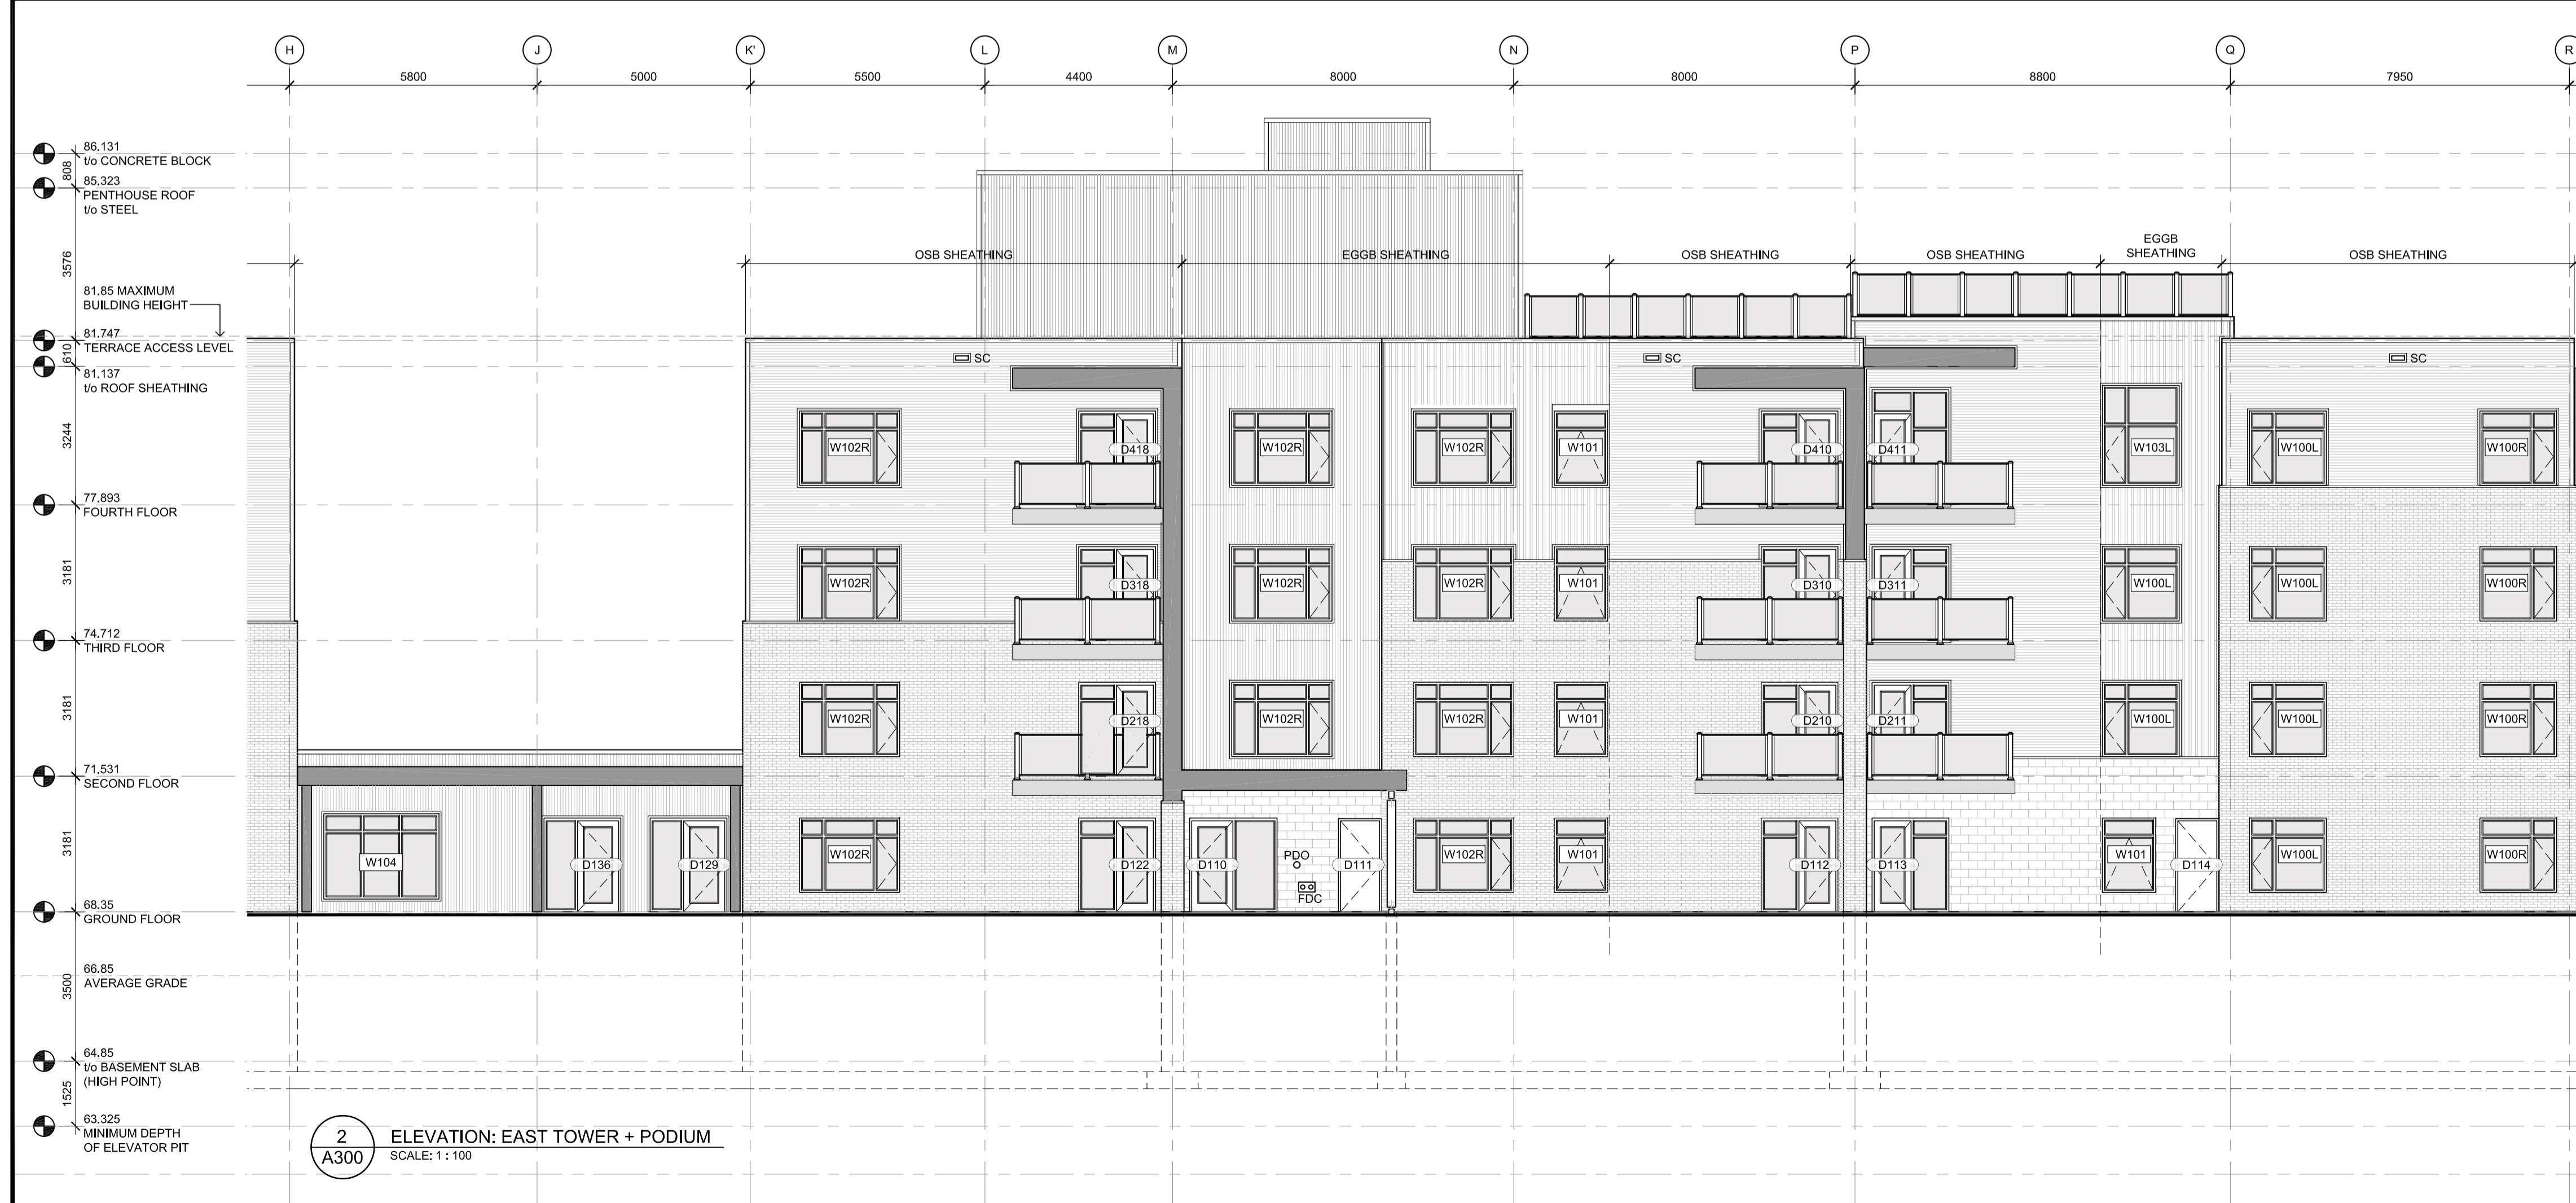 H J K' L M N P Q R
5800 5000 5500 4400 8000 8000 8800 7950
86.131
t/o CONCRETE BLOCK
808
85.323
PENTHOUSE ROOF
t/o STEEL
3576
OSB SHEATHING EGGB SHEATHING OSB SHEATHING OSB SHEATHING
EGGB
SHEATHING
OSB SHEATHING
81.85 MAXIMUM
BUILDING HEIGHT
81.747
TERRACE ACCESS LEVEL
610
SC SC SC
81.137
t/o ROOF SHEATHING
3244
W102R D418 W102R W102R W101 D410 D411 W103L W100L W100R
77.893
FOURTH FLOOR
3181
W102R D318 W102R W102R W101 D310 D311 W100L W100L W100R
74.712
THIRD FLOOR
3181
W102R D218 W102R W102R W101 D210 D211 W100L W100L W100R
71.531
SECOND FLOOR
3181
W104 D136 D129 W102R D122 D110 PDO D111 W102R W101 D112 D113 W101 D114 W100L W100R
FDC
68.35
GROUND FLOOR
66.85
AVERAGE GRADE
3500
64.85
t/o BASEMENT SLAB
(HIGH POINT)
1525
63.325
MINIMUM DEPTH
OF ELEVATOR PIT
2
A300
ELEVATION: EAST TOWER + PODIUM
SCALE: 1 : 100